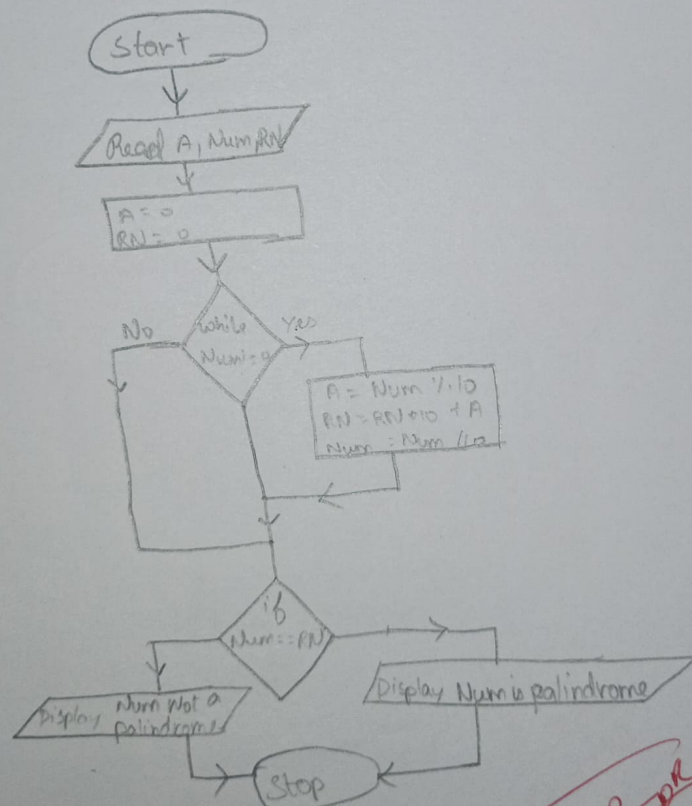 Start
Read A, Num, RN
A = 0
RN = 0
while
Num!=0
No
Yes
A = Num % 10
RN = RN*10 + A
Num = Num //10
if
Num==RN
Display Num Not a
palindrome
Display Num is palindrome
Stop